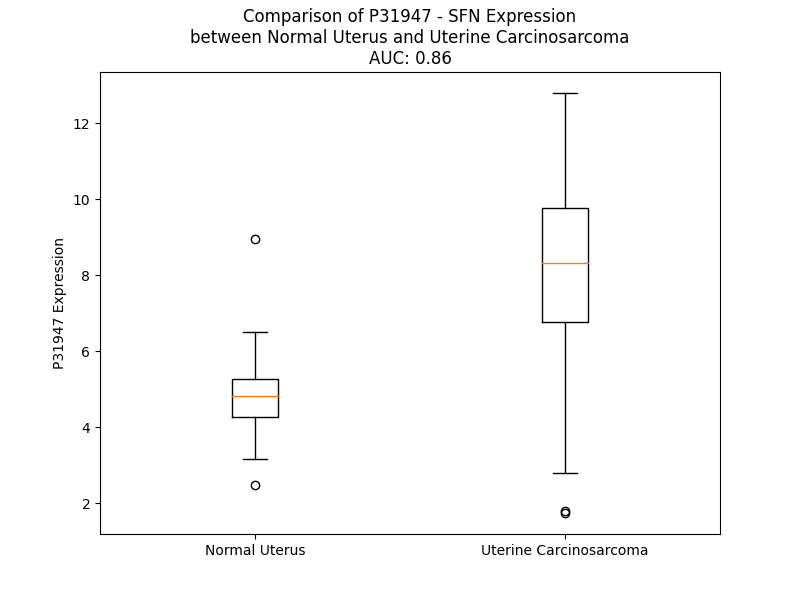 Comparison of P31947 - SFN Expression
between Normal Uterus and Uterine Carcinosarcoma
AUC: 0.86
12
10
8
6
4
2
P31947 Expression
Normal Uterus
Uterine Carcinosarcoma